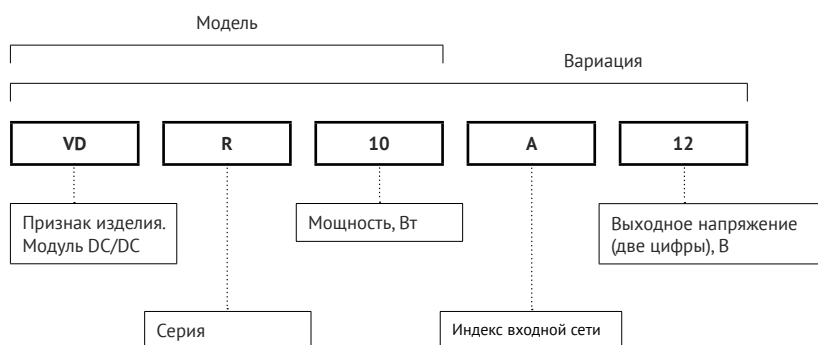 Модель
Вариация
VD R 10 A 12
Признак изделия.
Модуль DC/DC
Мощность, Вт
Выходное напряжение
(две цифры), В
Серия
Индекс входной сети